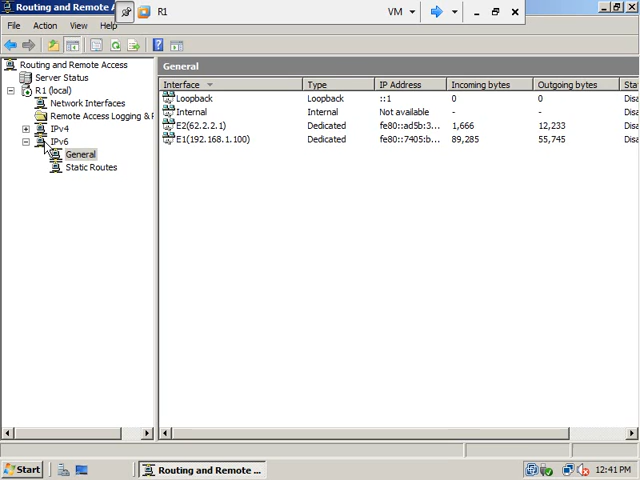 Routing and Remote A
R1
VM
File Action View Help
Routing and Remote Access
Server Status
R1 (local)
Network Interfaces
Remote Access Logging & F
IPv4
IPv6
General
Static Routes
General
Interface Type IP Address Incoming bytes Outgoing bytes Sta
Loopback Loopback ::1 0 0 Disa
Internal Internal Not available - - Disa
E2(62.2.2.1) Dedicated fe80::ad5b:3... 1,666 12,233 Disa
E1(192.168.1.100) Dedicated fe80::7405:b... 89,285 55,745 Disa
Start
Routing and Remote ...
12:41 PM